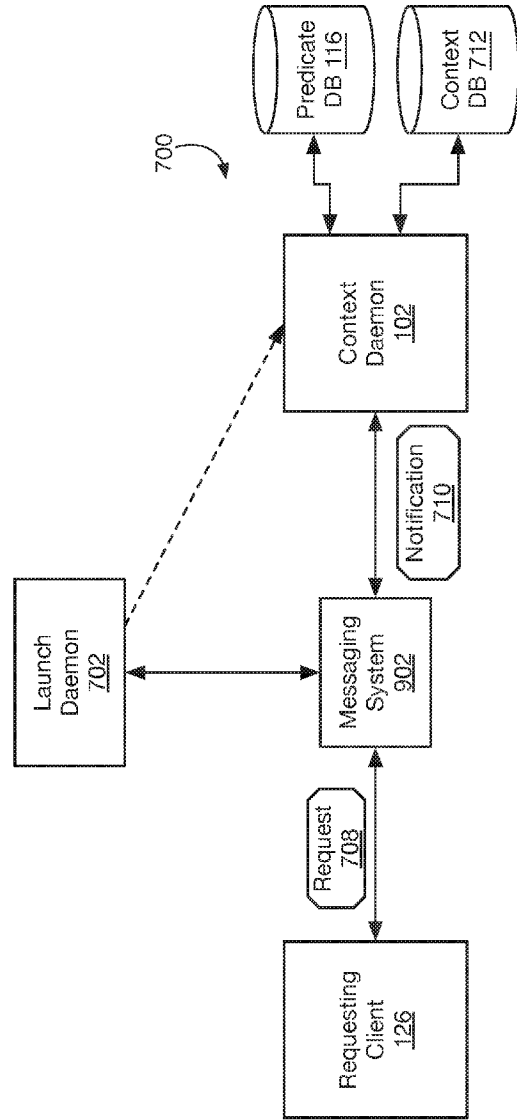 700
Launch
Daemon
702
Requesting
Client
126
Request
708
Messaging
System
902
Notification
710
Context
Daemon
102
Predicate
DB 116
Context
DB 712